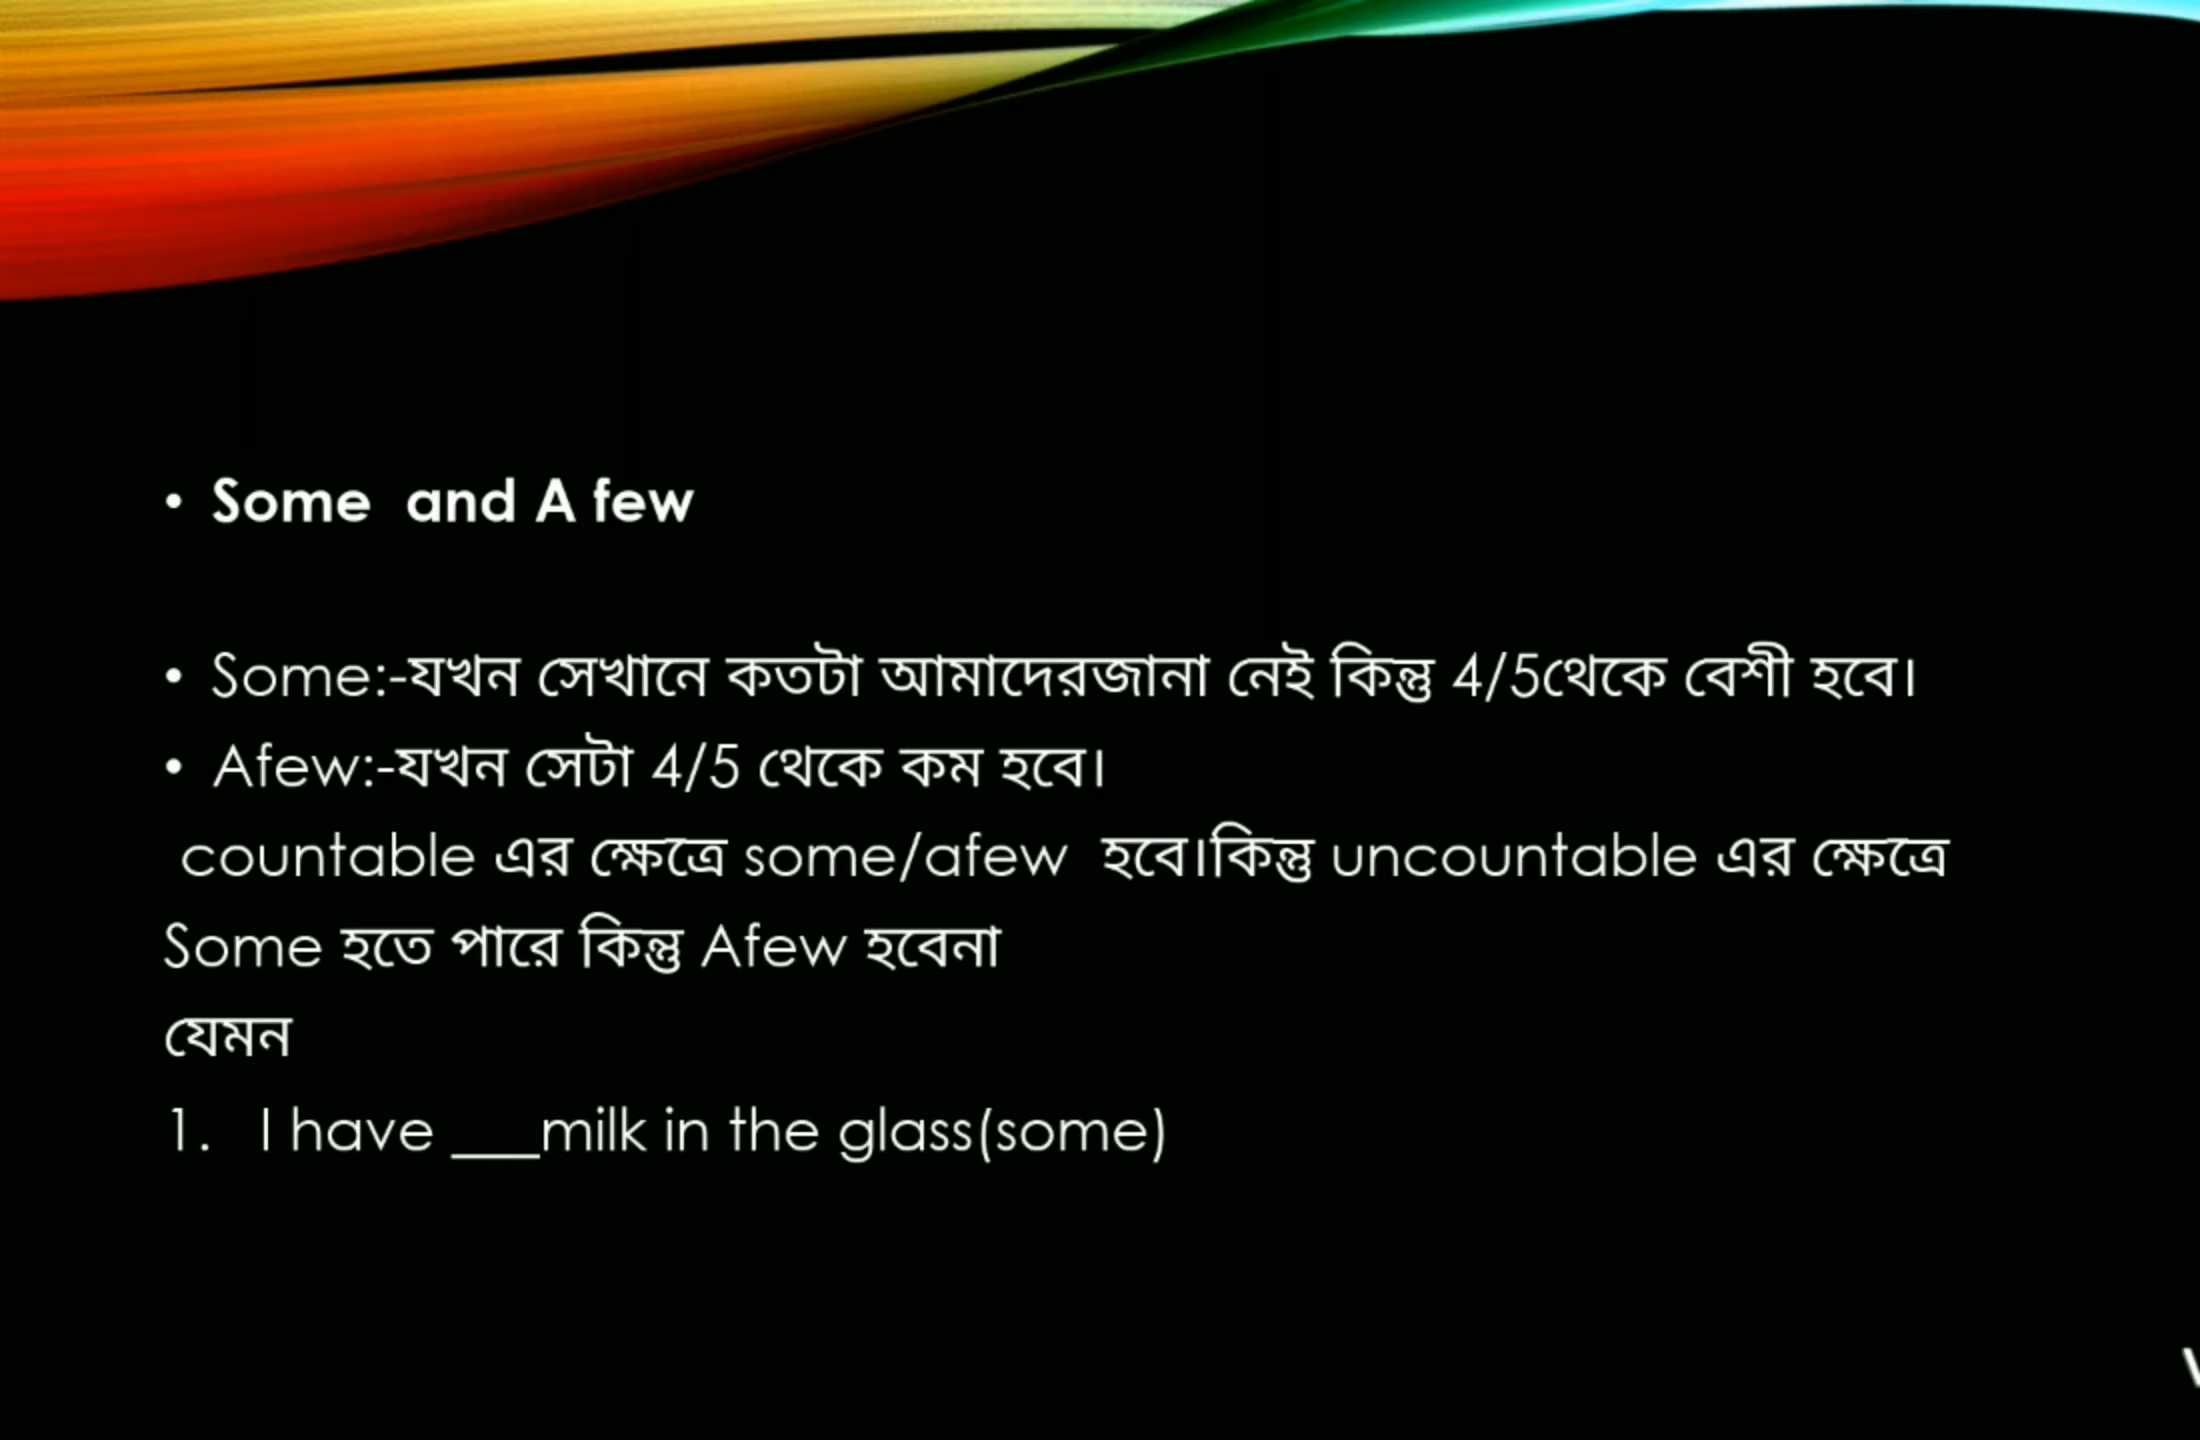 • Some  and A few
• Some:-যখন সেখানে কতটা আমাদেরজানা নেই কিন্তু 4/5থেকে বেশী হবে।
• Afew:-যখন সেটা 4/5 থেকে কম হবে।
countable এর ক্ষেত্রে some/afew  হবে।কিন্তু uncountable এর ক্ষেত্রে
Some হতে পারে কিন্তু Afew হবেনা
যেমন
1. I have ___milk in the glass(some)